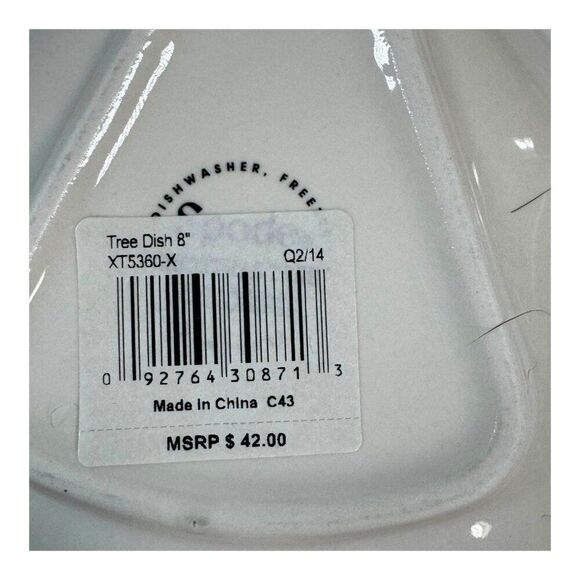 DISHWASHER, FREE
Tree Dish 8"
XT5360-X Q2/14
0 92764 30871 3
Made in China C43
MSRP $ 42.00